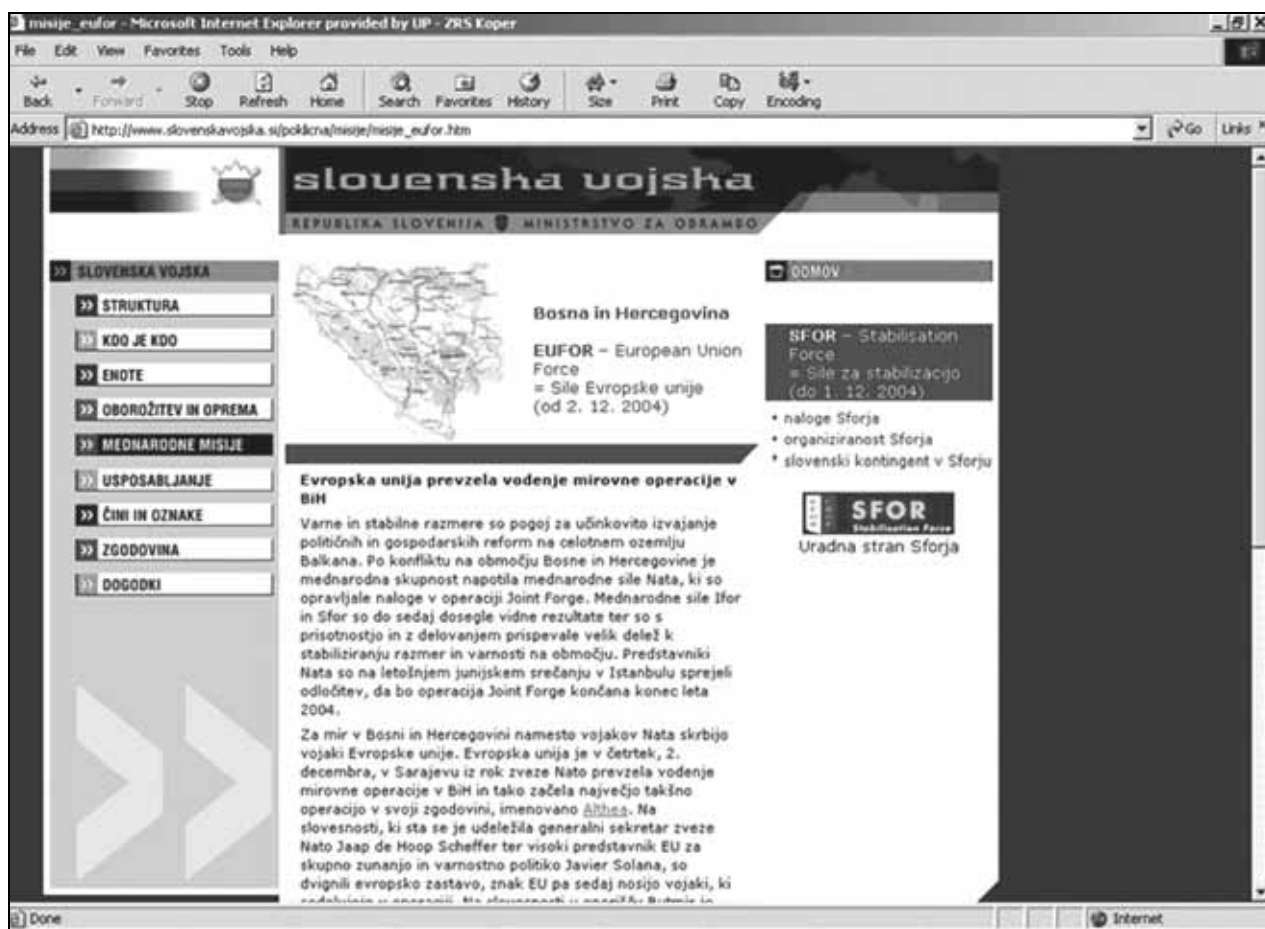 misije_eufor - Microsoft Internet Explorer provided by UP - ZRS Koper
File Edit View Favorites Tools Help
Back Forward Stop Refresh Home Search Favorites History Size Print Copy Encoding
Address http://www.slovenskavojska.si/poklicna/misije/misije_eufor.htm Go Links
slovenska vojska
REPUBLIKA SLOVENIJA MINISTRSTVO ZA OBRAMBO
SLOVENSKA VOJSKA
STRUKTURA
KDO JE KDO
ENOTE
OBOROŽITEV IN OPREMA
MEDNARODNE MISIJE
USPOSABLJANJE
ČINI IN OZNAKE
ZGODOVINA
DOGODKI
Bosna in Hercegovina
EUFOR – European Union
Force
= Sile Evropske unije
(od 2. 12. 2004)
Evropska unija prevzela vodenje mirovne operacije v
BiH
Varne in stabilne razmere so pogoj za učinkovito izvajanje
političnih in gospodarskih reform na celotnem ozemlju
Balkana. Po konfliktu na območju Bosne in Hercegovine je
mednarodna skupnost napotila mednarodne sile Nata, ki so
opravljale naloge v operaciji Joint Forge. Mednarodne sile Ifor
in Sfor so do sedaj dosegle vidne rezultate ter so s
prisotnostjo in z delovanjem prispevale velik delež k
stabiliziranju razmer in varnosti na območju. Predstavniki
Nata so na letošnjem junijskem srečanju v Istanbulu sprejeli
odločitev, da bo operacija Joint Forge končana konec leta
2004.
Za mir v Bosni in Hercegovini namesto vojakov Nata skrbijo
vojaki Evropske unije. Evropska unija je v četrtek, 2.
decembra, v Sarajevu iz rok zveze Nato prevzela vodenje
mirovne operacije v BiH in tako začela največjo takšno
operacijo v svoji zgodovini, imenovano Althea. Na
slovesnosti, ki sta se je udeležila generalni sekretar zveze
Nato Jaap de Hoop Scheffer ter visoki predstavnik EU za
skupno zunanjo in varnostno politiko Javier Solana, so
dvignili evropsko zastavo, znak EU pa sedaj nosijo vojaki, ki
ODMOV
SFOR – Stabilisation
Force
= Sile za stabilizacijo
(do 1. 12. 2004)
• naloge Sforja
• organiziranost Sforja
• slovenski kontingent v Sforju
SFOR
Stabilisation Force
Uradna stran Sforja
Done Internet